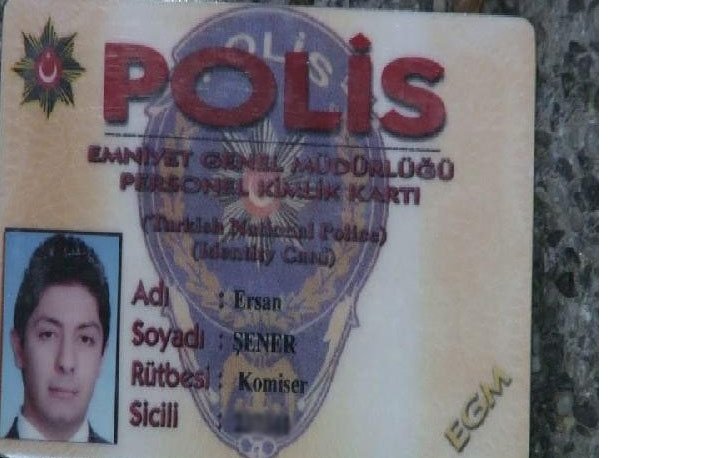 POLİS
POLİS
EMNİYET GENEL MÜDÜRLÜĞÜ
PERSONEL KİMLİK KARTI
(Turkish National Police)
(Identity Card)
Adı : Ersan
Soyadı : ŞENER
Rütbesi : Komiser
Sicili :
EGM